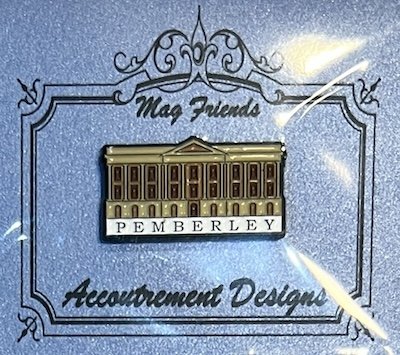 Mag Friends
PEMBERLEY
Accoutrement Designs